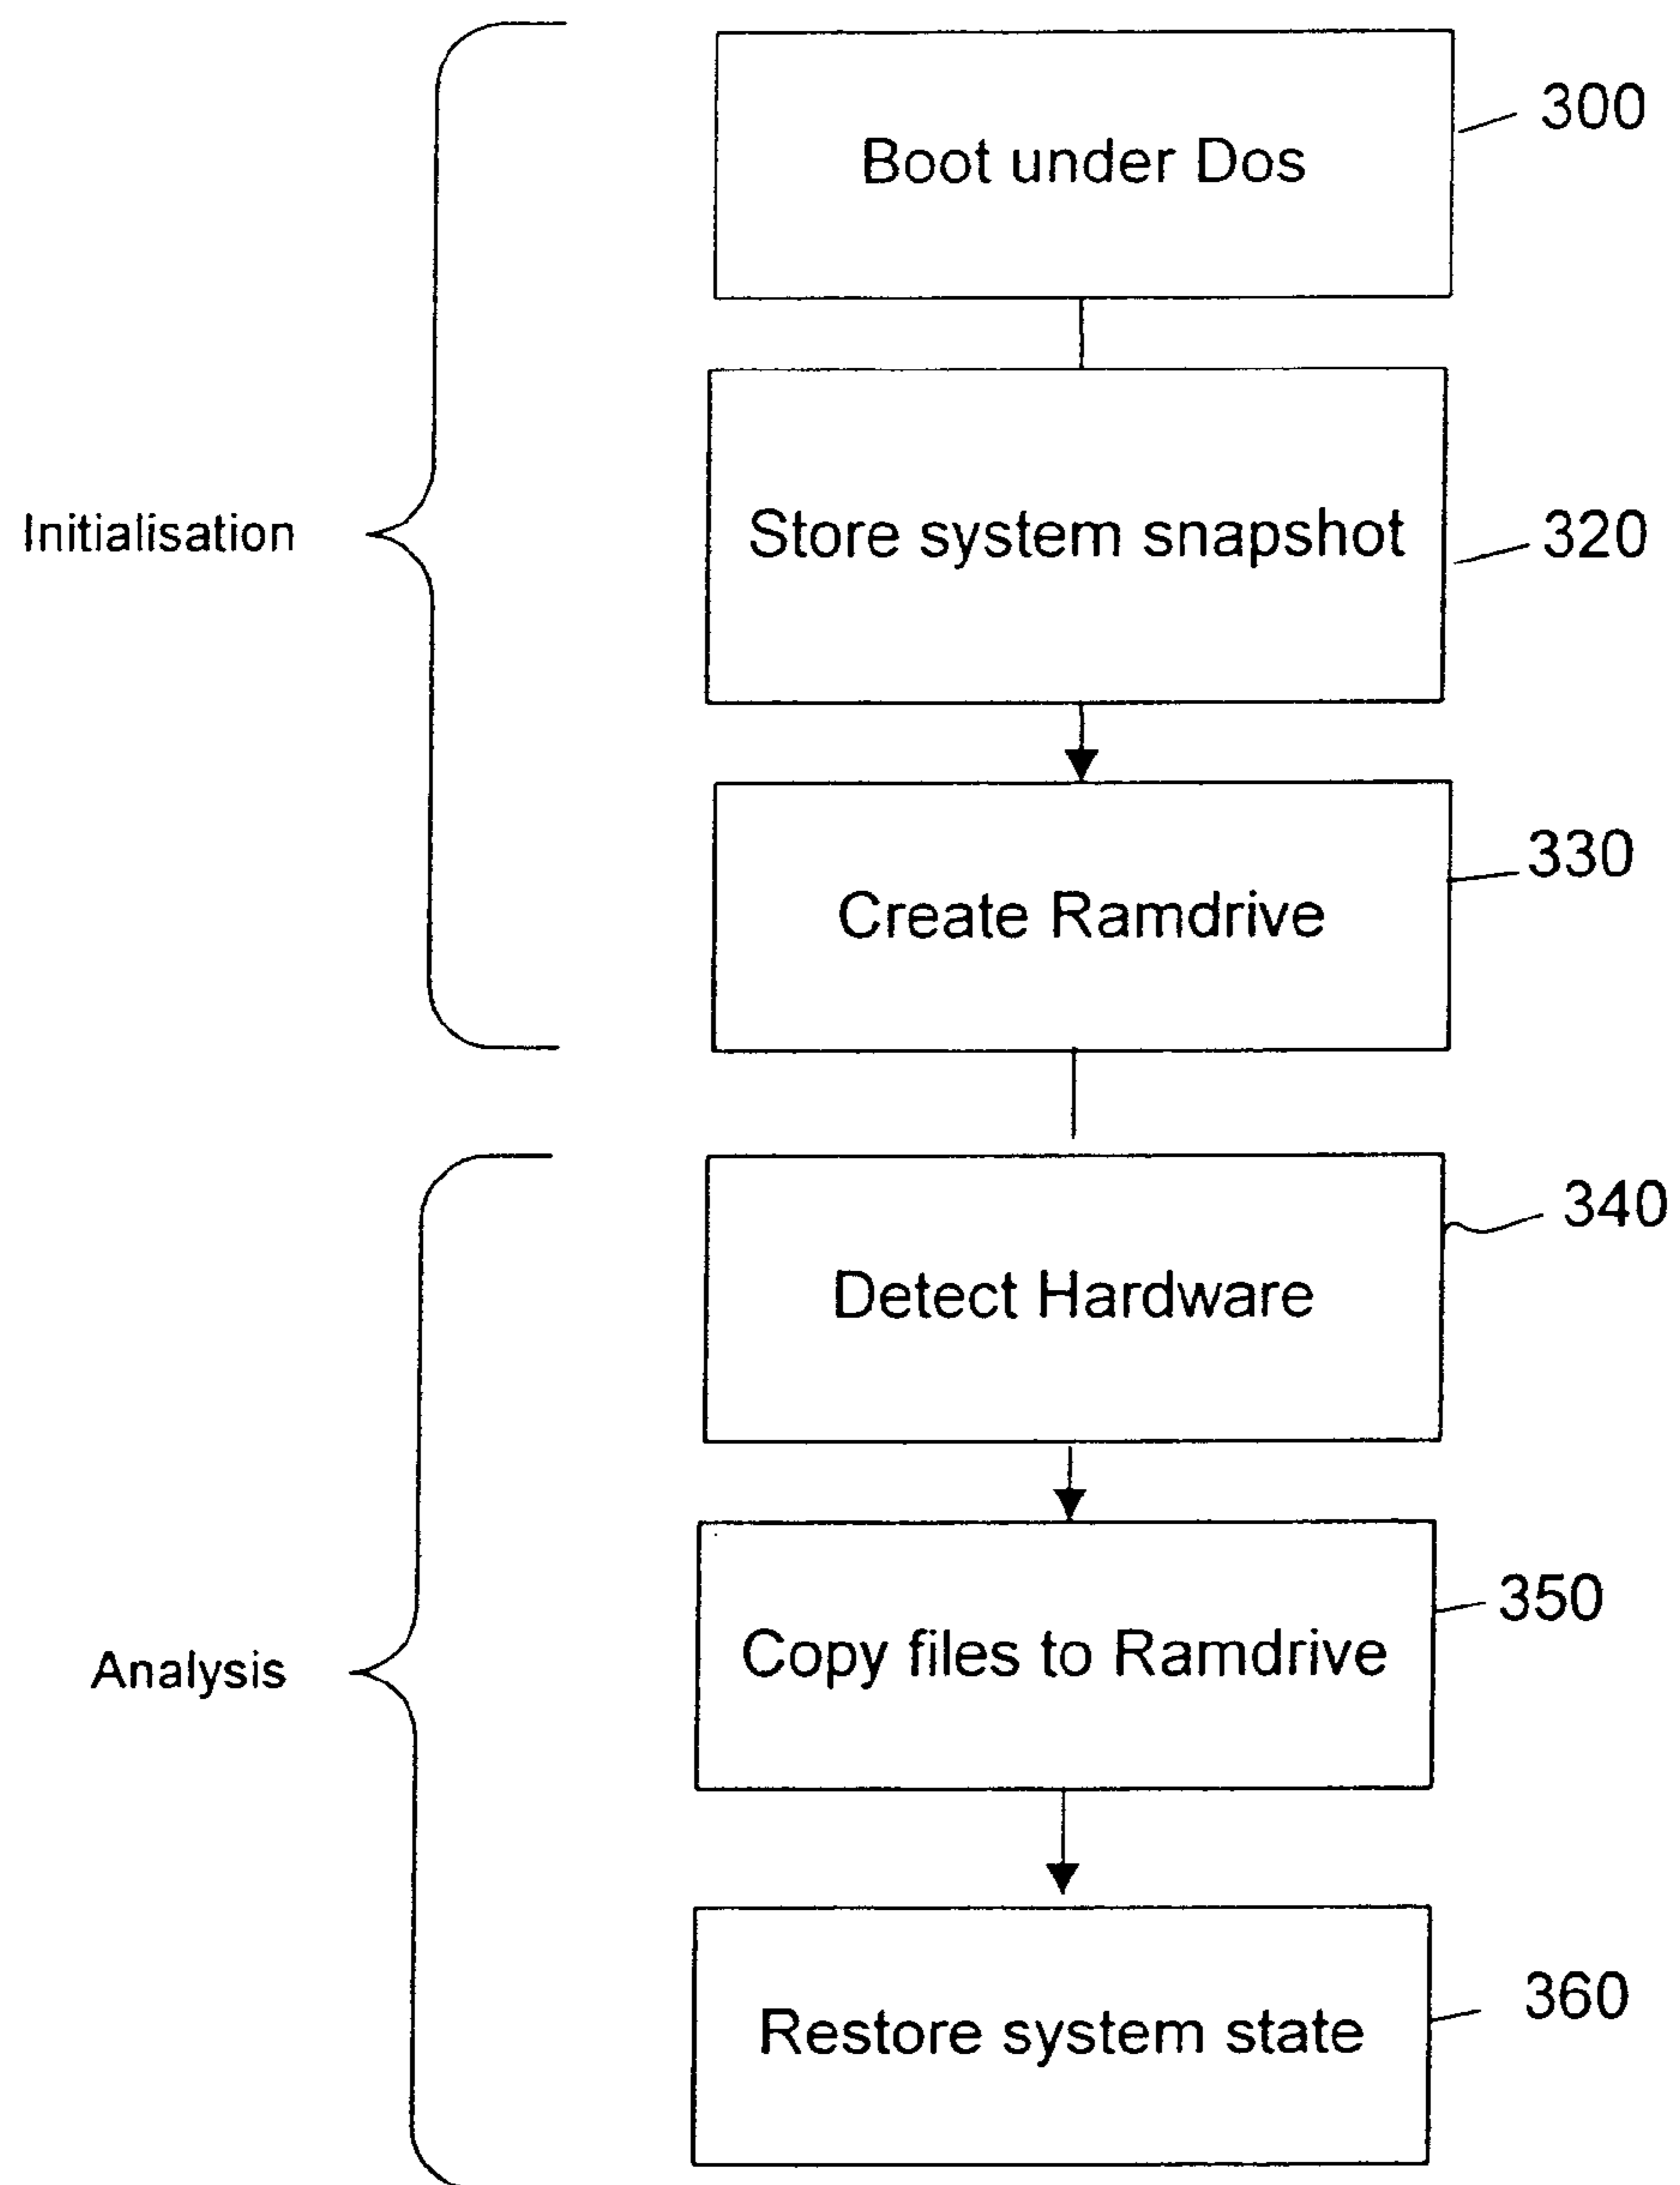 300
Boot under Dos
Initialisation
Store system snapshot
320
330
Create Ramdrive
340
Detect Hardware
350
Copy files to Ramdrive
Analysis
360
Restore system state